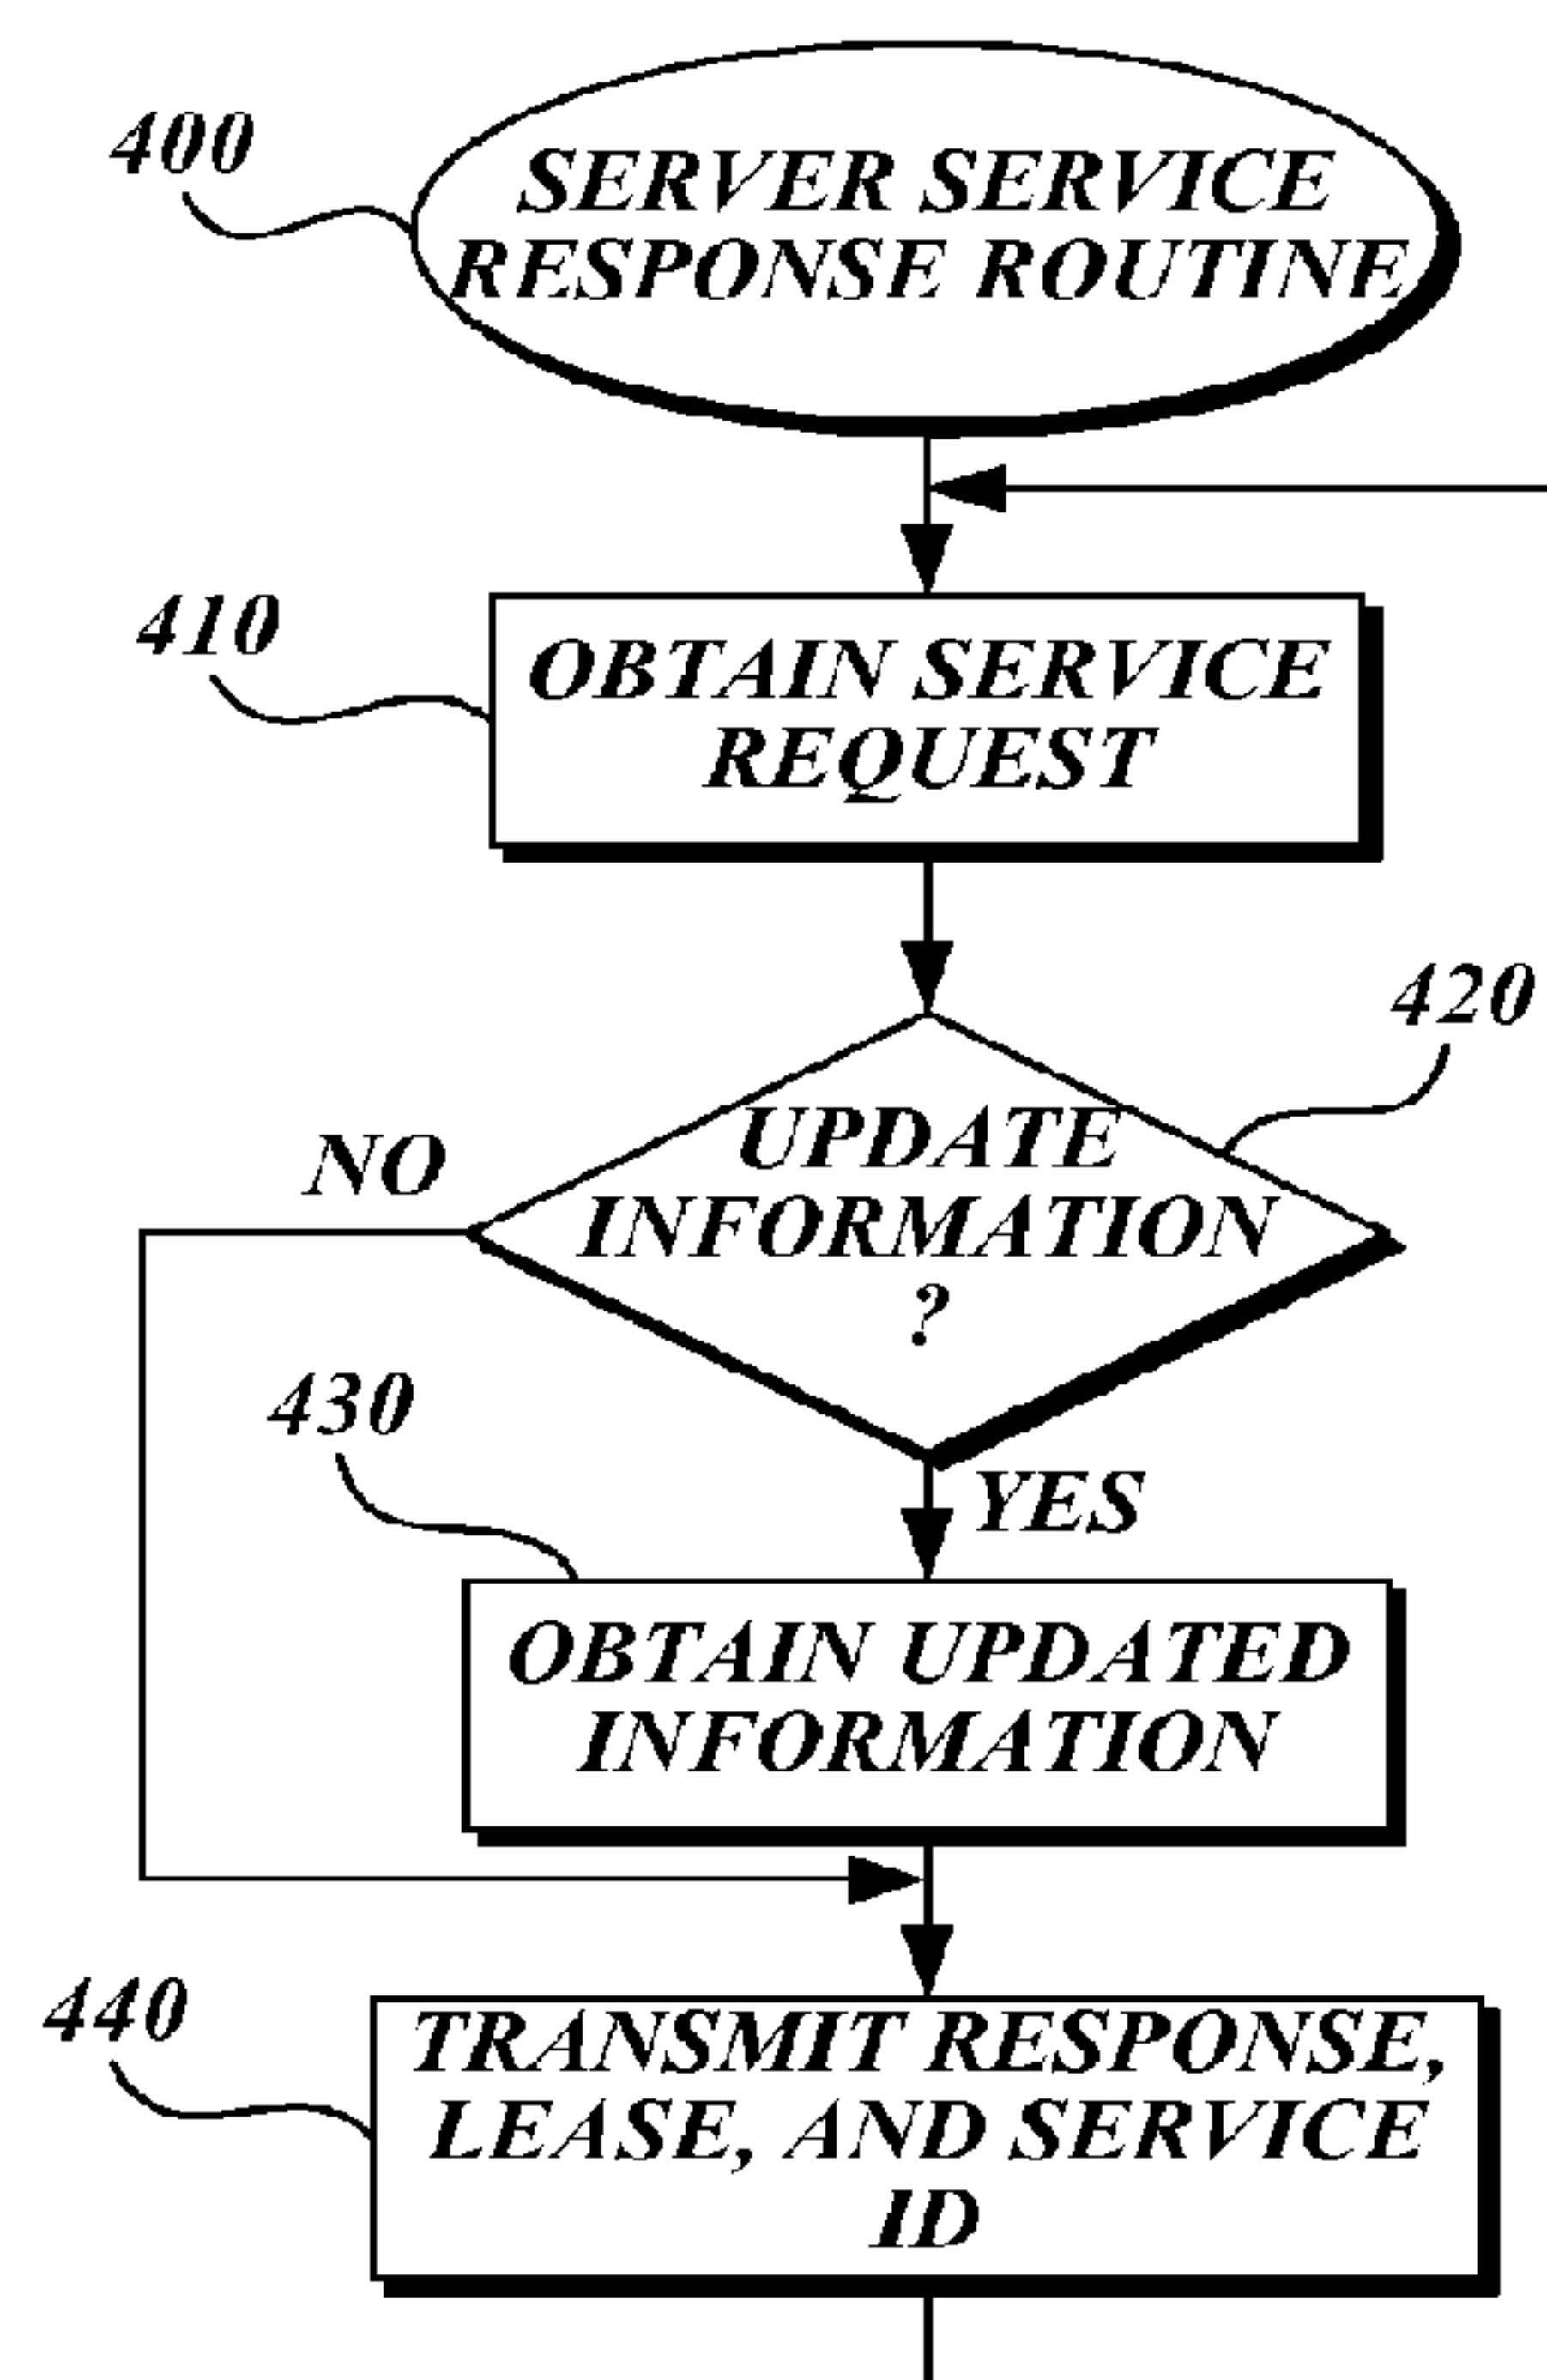 400
SERVER SERVICE
RESPONSE ROUTINE
410
OBTAIN SERVICE
REQUEST
420
NO
UPDATE
INFORMATION
?
430
YES
OBTAIN UPDATED
INFORMATION
440
TRANSMIT RESPONSE,
LEASE, AND SERVICE
ID